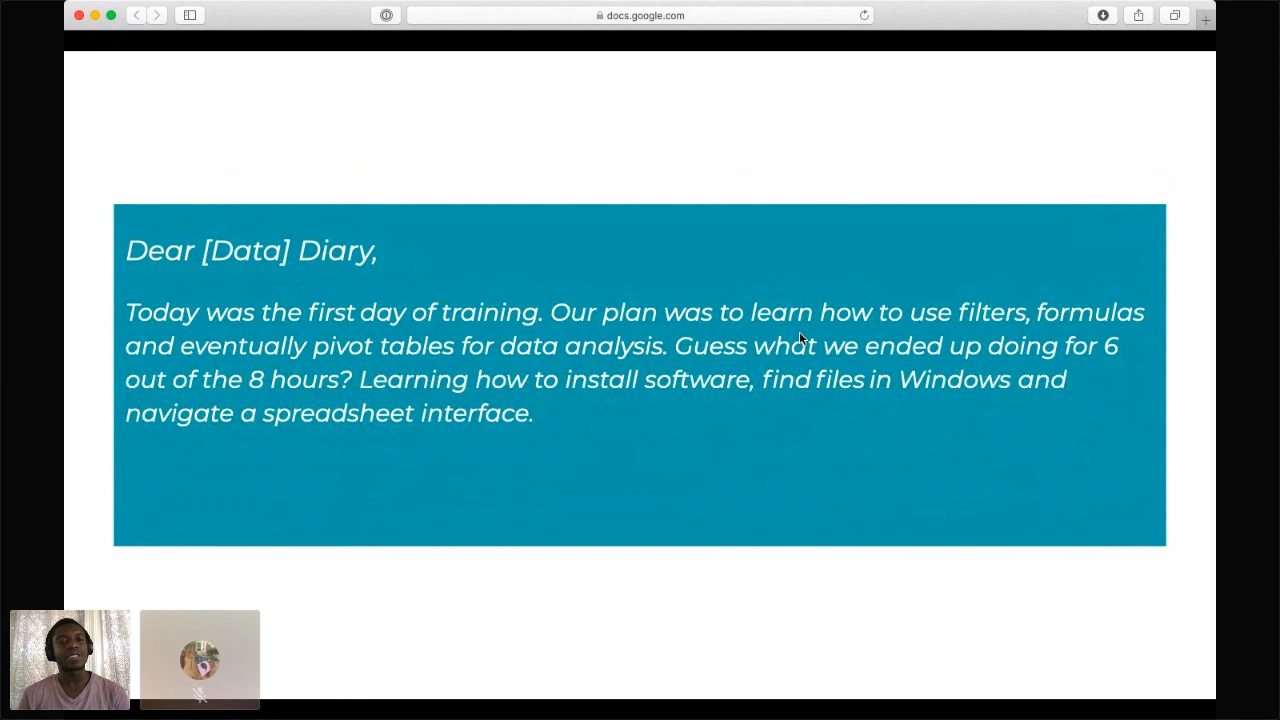 docs.google.com
Dear [Data] Diary,
Today was the first day of training. Our plan was to learn how to use filters, formulas
and eventually pivot tables for data analysis. Guess what we ended up doing for 6
out of the 8 hours? Learning how to install software, find files in Windows and
navigate a spreadsheet interface.